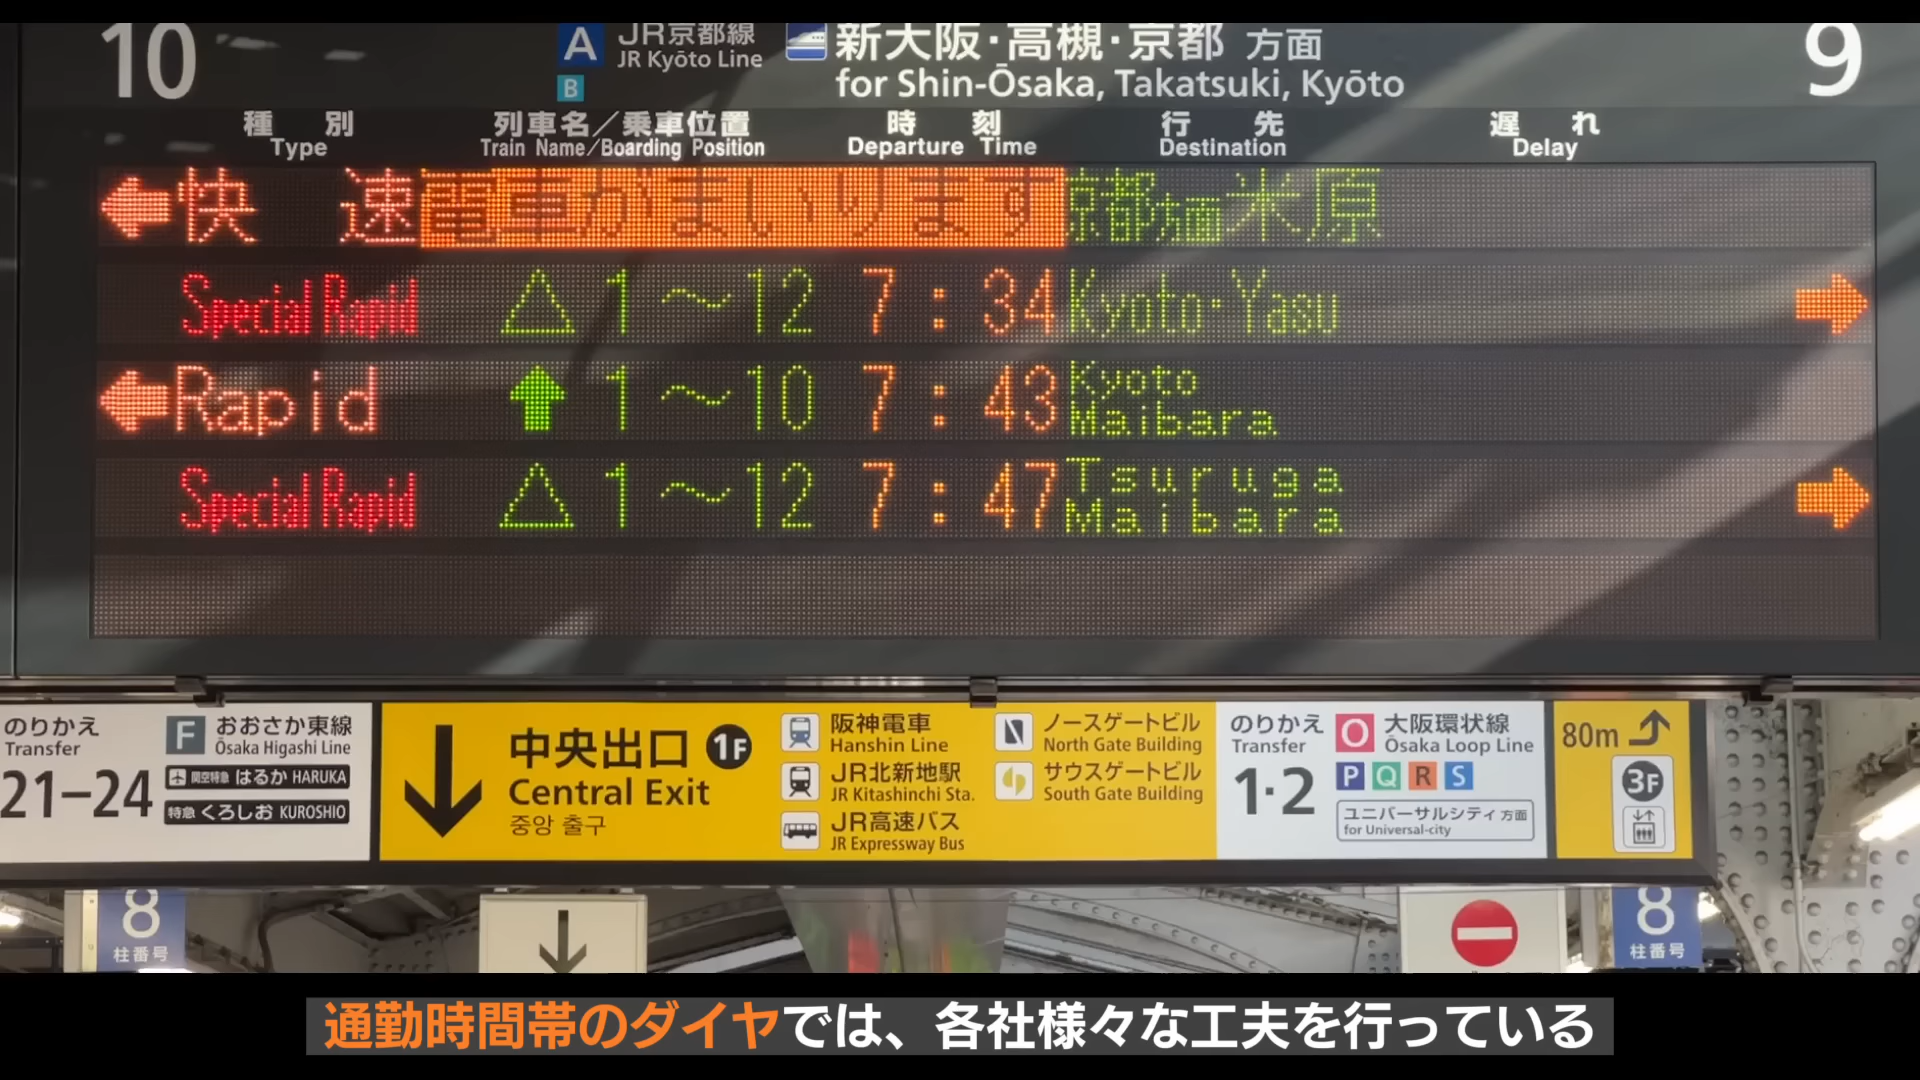 10
A JR京都線
JR Kyōto Line
B
新大阪・高槻・京都 方面
for Shin-Ōsaka, Takatsuki, Kyōto
9
種別 列車名／乗車位置 時刻 行先 遅れ
Type Train Name/Boarding Position Departure Time Destination Delay
←快速 電車がまいります 京都方面米原
Special Rapid △ 1～12 7:34 Kyoto・Yasu →
←Rapid ↑ 1～10 7:43 Kyoto Maibara
Special Rapid △ 1～12 7:47 Tsuruga Maibara →
のりかえ
Transfer
21−24
F おおさか東線
Ōsaka Higashi Line
関空特急 はるか HARUKA
特急 くろしお KUROSHIO
↓ 中央出口 1F
Central Exit
중앙 출구
阪神電車
Hanshin Line
JR北新地駅
JR Kitashinchi Sta.
JR高速バス
JR Expressway Bus
ノースゲートビル
North Gate Building
サウスゲートビル
South Gate Building
のりかえ
Transfer
1・2
O 大阪環状線
Ōsaka Loop Line
P Q R S
ユニバーサルシティ 方面
for Universal-city
80m
3F
8
柱番号
↓
8
柱番号
通勤時間帯のダイヤでは、各社様々な工夫を行っている